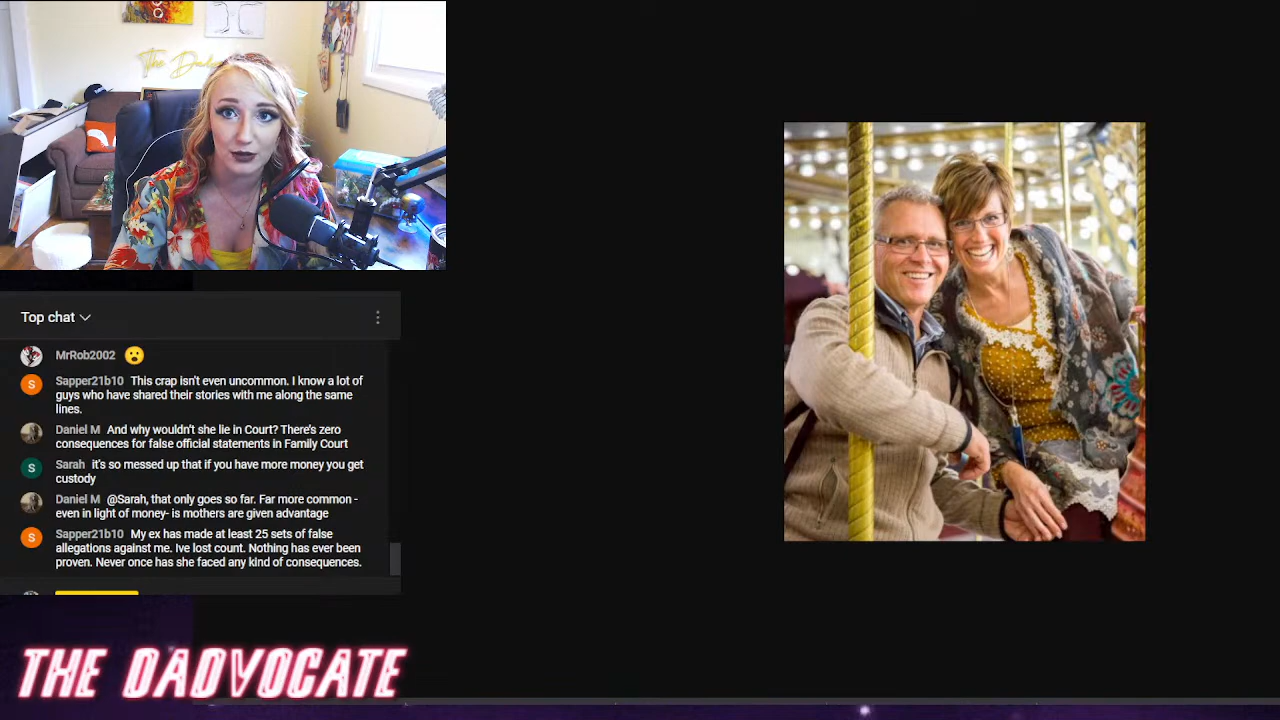 The Dadv
Top chat
MrRob2002 😮
S Sapper21b10 This crap isn't even uncommon. I know a lot of
guys who have shared their stories with me along the same
lines.
Daniel M And why wouldn't she lie in Court? There's zero
consequences for false official statements in Family Court
S Sarah it's so messed up that if you have more money you get
custody
Daniel M @Sarah, that only goes so far. Far more common -
even in light of money- is mothers are given advantage
S Sapper21b10 My ex has made at least 25 sets of false
allegations against me. Ive lost count. Nothing has ever been
proven. Never once has she faced any kind of consequences.
THE DADVOCATE